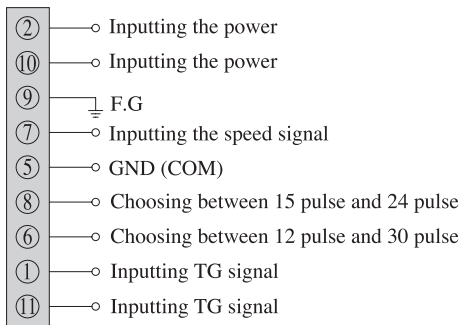 ② Inputting the power
⑩ Inputting the power
⑨ F.G
⑦ Inputting the speed signal
⑤ GND (COM)
⑧ Choosing between 15 pulse and 24 pulse
⑥ Choosing between 12 pulse and 30 pulse
① Inputting TG signal
⑪ Inputting TG signal